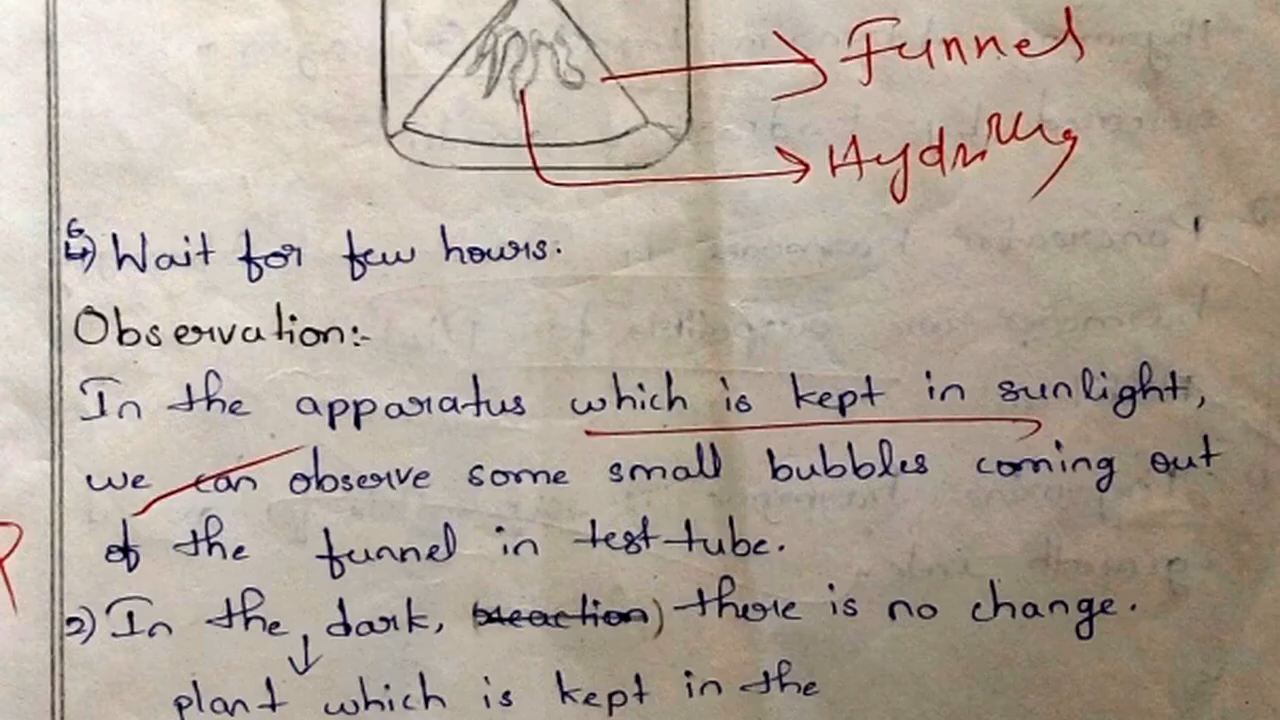 Funnel
Hydrilla
6) Wait for few hours.
Observation:-
In the apparatus which is kept in sunlight,
we can observe some small bubbles coming out
of the funnel in test-tube.
2) In the, dark, reaction) there is no change.
plant which is kept in the